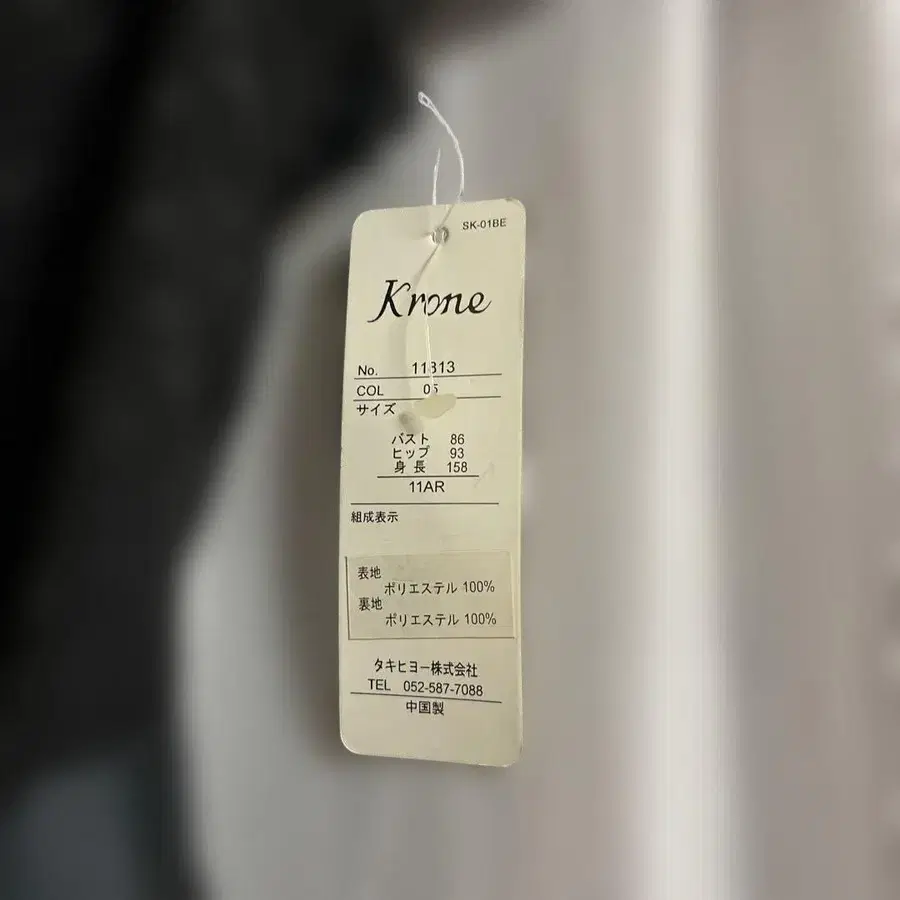 SK-01BE
Krone
No. 11313
COL 05
サイズ
バスト 86
ヒップ 93
身長 158
11AR
組成表示
表地
ポリエステル 100%
裏地
ポリエステル 100%
タキヒヨー株式会社
TEL 052-587-7088
中国製